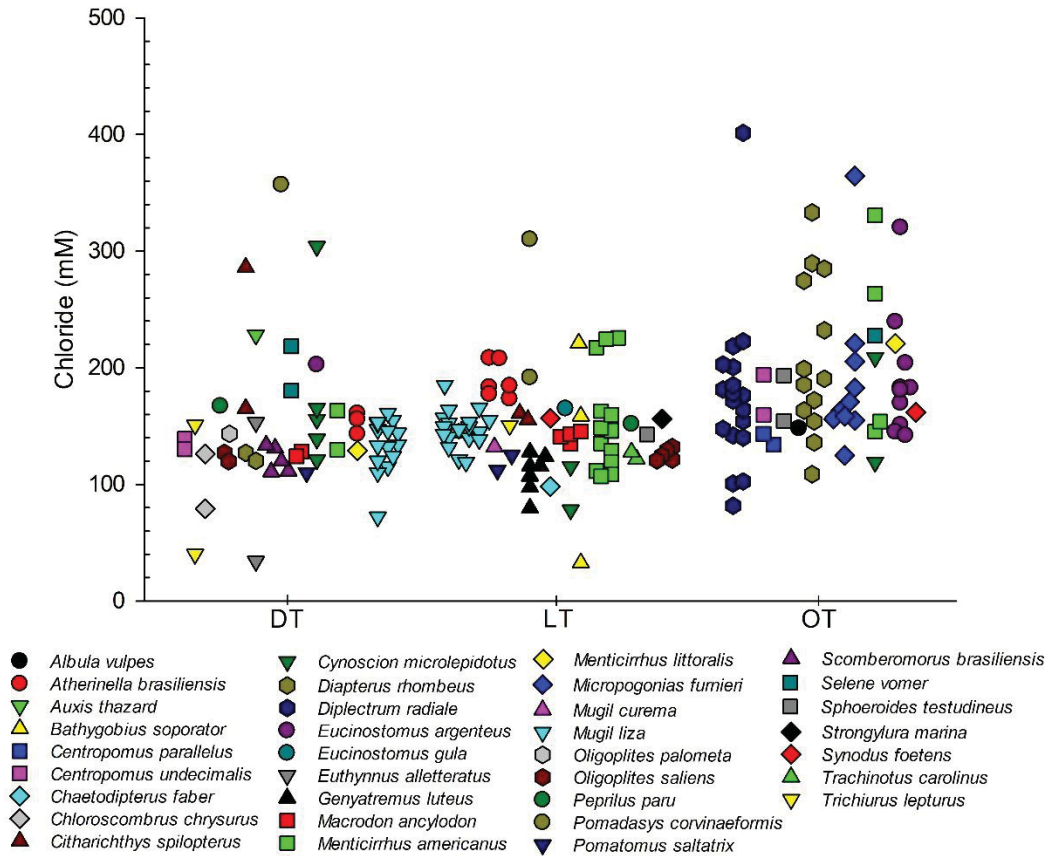 500
400
300
200
100
0
Chloride (mM)
DT LT OT
Albula vulpes
Atherinella brasiliensis
Auxis thazard
Bathygobius soporator
Centropomus parallelus
Centropomus undecimalis
Chaetodipterus faber
Chloroscombrus chrysurus
Citharichthys spilopterus
Cynoscion microlepidotus
Diapterus rhombeus
Diplectrum radiale
Eucinostomus argenteus
Eucinostomus gula
Euthynnus alletteratus
Genyatremus luteus
Macrodon ancylodon
Menticirrhus americanus
Menticirrhus littoralis
Micropogonias furnieri
Mugil curema
Mugil liza
Oligoplites palometa
Oligoplites saliens
Peprilus paru
Pomadasys corvinaeformis
Pomatomus saltatrix
Scomberomorus brasiliensis
Selene vomer
Sphoeroides testudineus
Strongylura marina
Synodus foetens
Trachinotus carolinus
Trichiurus lepturus